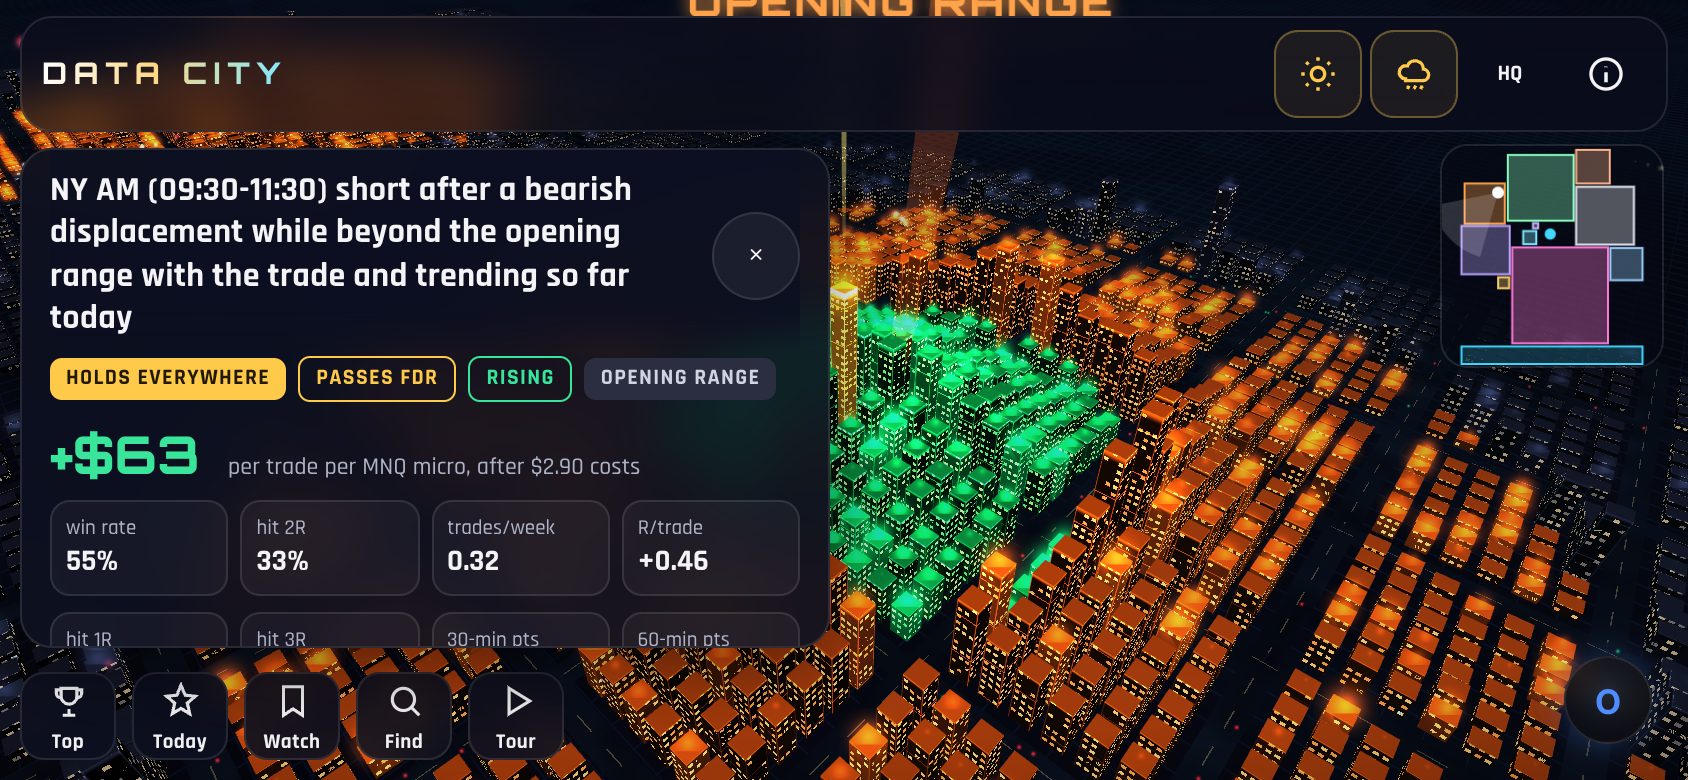 OPENING RANGE
DATA CITY
HQ
NY AM (09:30-11:30) short after a bearish
displacement while beyond the opening
range with the trade and trending so far
today
×
HOLDS EVERYWHERE
PASSES FDR
RISING
OPENING RANGE
+$63 per trade per MNQ micro, after $2.90 costs
win rate
55%
hit 2R
33%
trades/week
0.32
R/trade
+0.46
hit 1R
hit 3R
30-min pts
60-min pts
Top
Today
Watch
Find
Tour
O